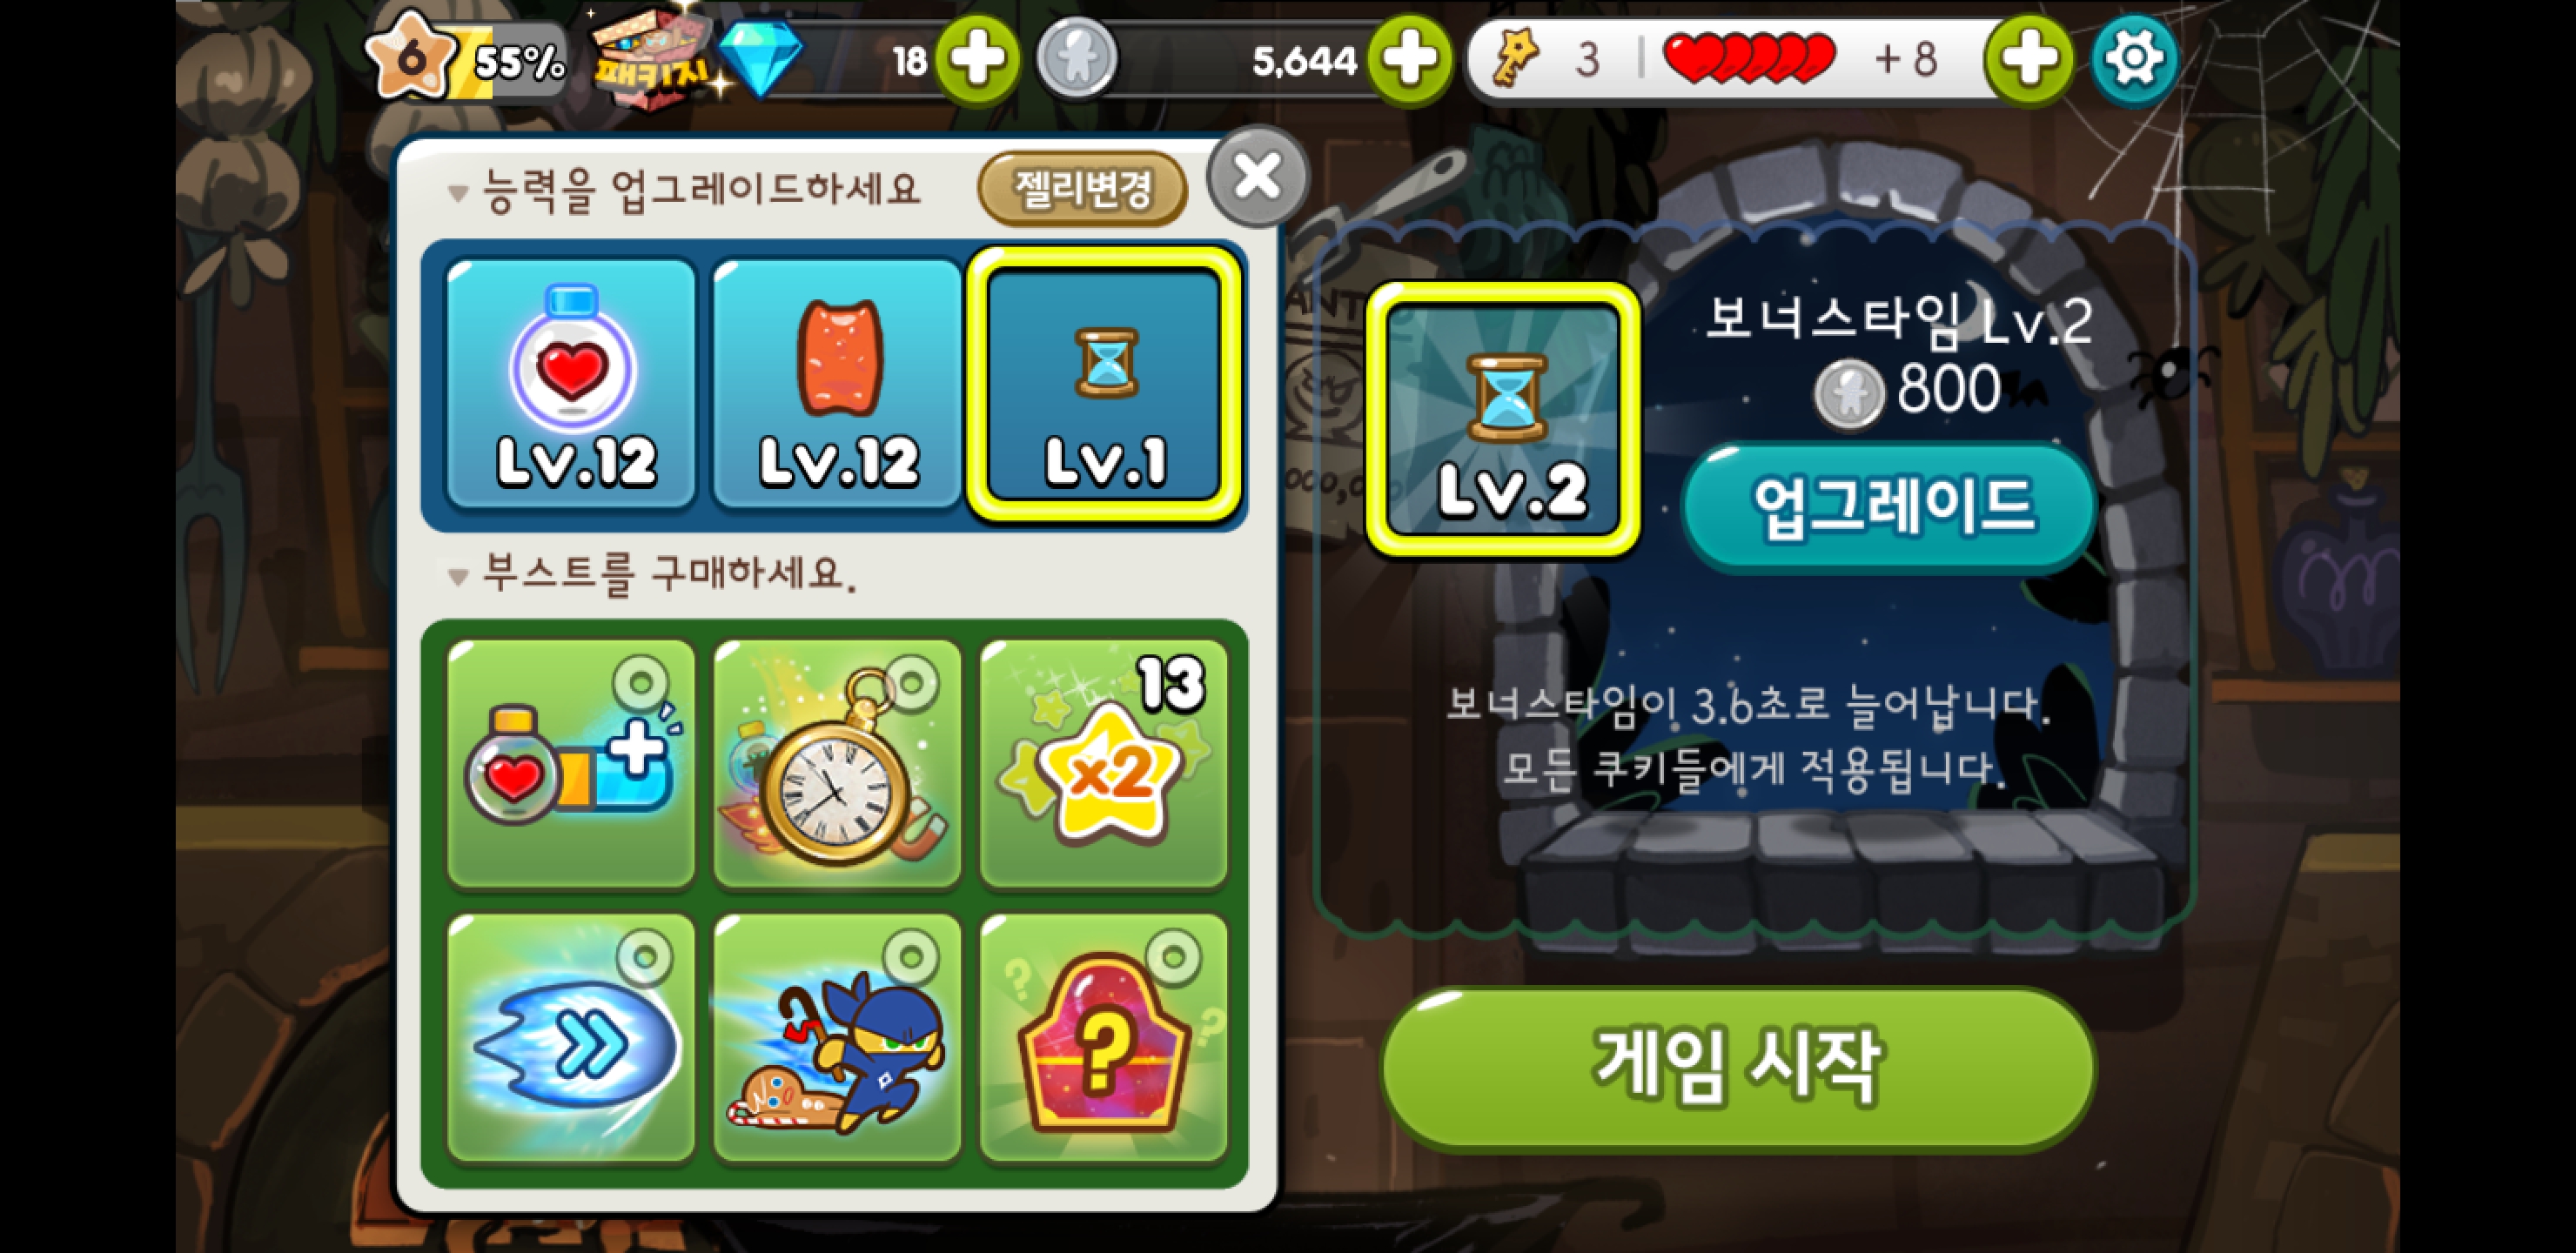 6 55% 패키지 18 5,644 3 +8
능력을 업그레이드하세요 젤리변경
Lv.12 Lv.12 Lv.1
부스트를 구매하세요.
13
x2
?
보너스타임 Lv.2
800
Lv.2
업그레이드
보너스타임이 3.6초로 늘어납니다.
모든 쿠키들에게 적용됩니다.
게임 시작